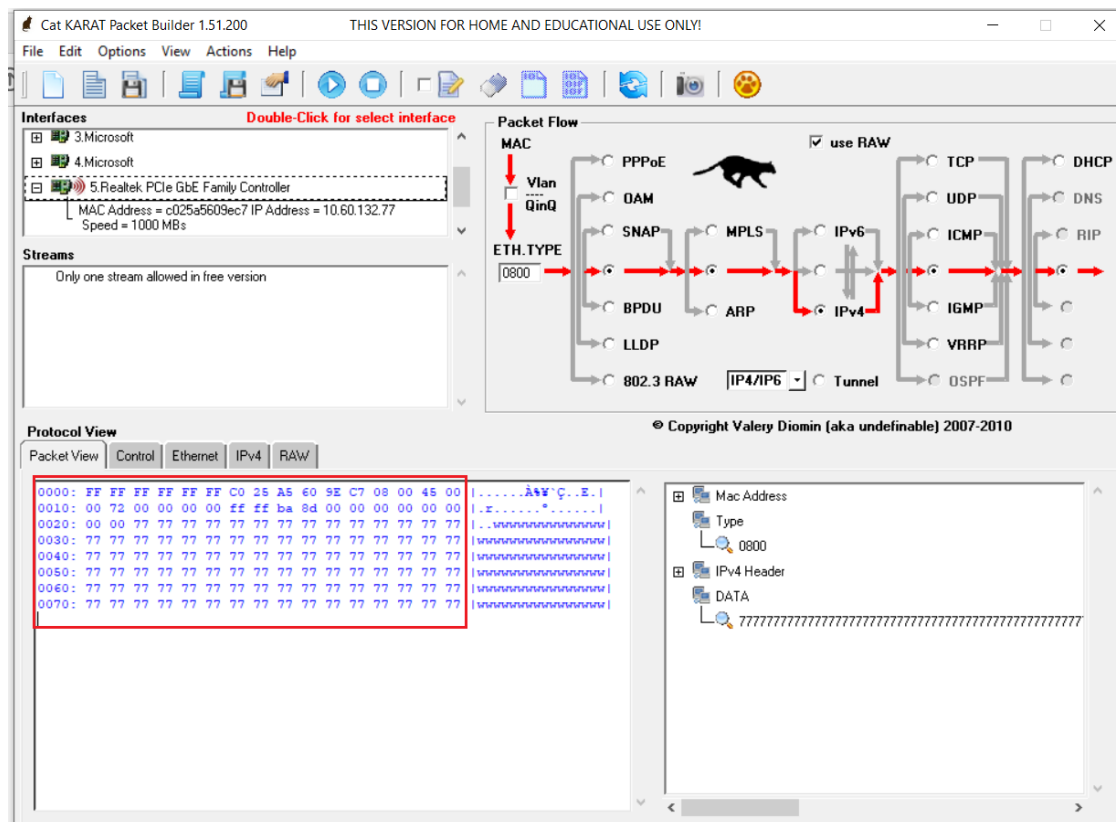 Cat KARAT Packet Builder 1.51.200 THIS VERSION FOR HOME AND EDUCATIONAL USE ONLY!
File Edit Options View Actions Help
Interfaces Double-Click for select interface
3.Microsoft
4.Microsoft
5.Realtek PCIe GbE Family Controller
MAC Address = c025a5609ec7 IP Address = 10.60.132.77
Speed = 1000 MBs
Streams
Only one stream allowed in free version
Packet Flow
MAC
use RAW
Vlan
----
QinQ
ETH.TYPE
0800
PPPoE
OAM
SNAP
BPDU
LLDP
802.3 RAW
MPLS
ARP
IPv6
IPv4
IP4/IP6
Tunnel
TCP
UDP
ICMP
IGMP
VRRP
OSPF
DHCP
DNS
RIP
© Copyright Valery Diomin (aka undefinable) 2007-2010
Protocol View
Packet View Control Ethernet IPv4 RAW
0000: FF FF FF FF FF FF C0 25 A5 60 9E C7 08 00 45 00 |......À%¥`Ç..E.|
0010: 00 72 00 00 00 00 ff ff ba 8d 00 00 00 00 00 00 |.r......º......|
0020: 00 00 77 77 77 77 77 77 77 77 77 77 77 77 77 77 |..wwwwwwwwwwwwww|
0030: 77 77 77 77 77 77 77 77 77 77 77 77 77 77 77 77 |wwwwwwwwwwwwwwww|
0040: 77 77 77 77 77 77 77 77 77 77 77 77 77 77 77 77 |wwwwwwwwwwwwwwww|
0050: 77 77 77 77 77 77 77 77 77 77 77 77 77 77 77 77 |wwwwwwwwwwwwwwww|
0060: 77 77 77 77 77 77 77 77 77 77 77 77 77 77 77 77 |wwwwwwwwwwwwwwww|
0070: 77 77 77 77 77 77 77 77 77 77 77 77 77 77 77 77 |wwwwwwwwwwwwwwww|
Mac Address
Type
0800
IPv4 Header
DATA